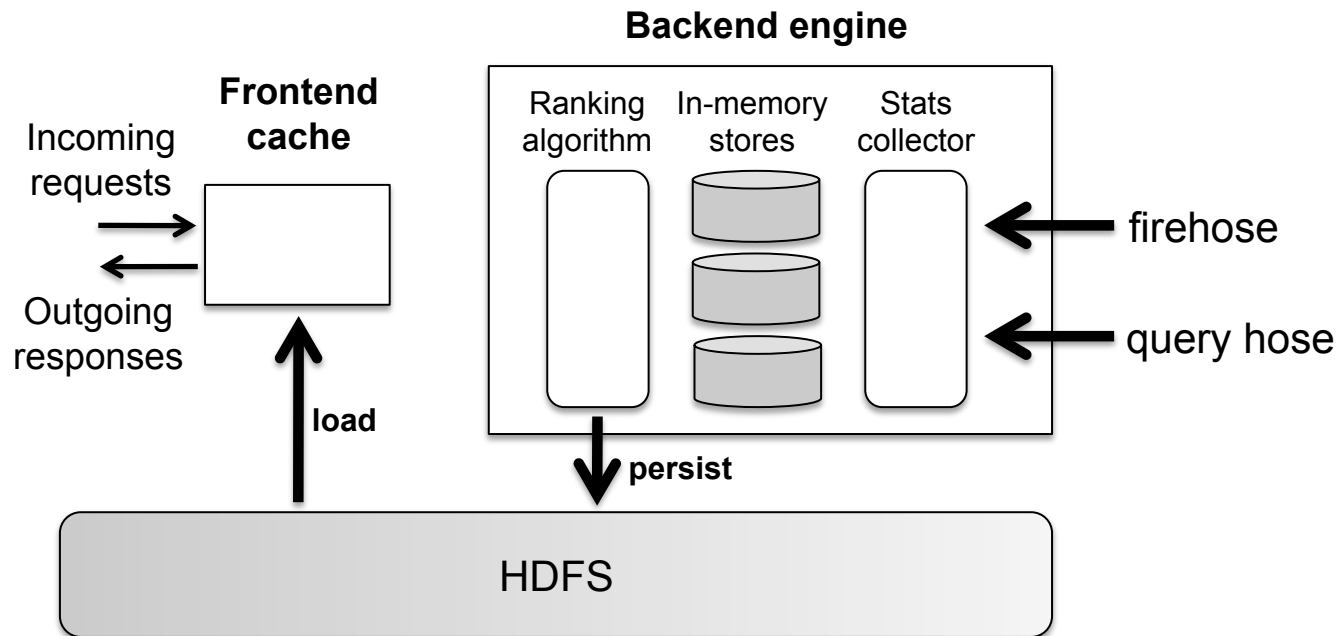 Backend engine
Frontend
cache
Ranking
algorithm
In-memory
stores
Stats
collector
Incoming
requests
firehose
Outgoing
responses
query hose
load
persist
HDFS